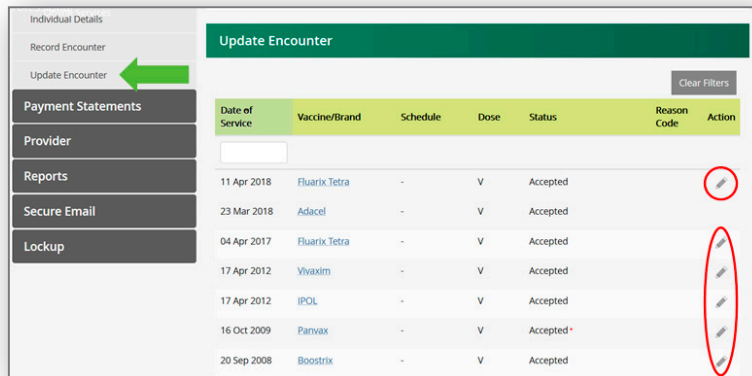 Individual Details
Record Encounter
Update Encounter
Payment Statements
Provider
Reports
Secure Email
Lockup
Update Encounter
Clear Filters
Date of Service Vaccine/Brand Schedule Dose Status Reason Code Action
11 Apr 2018 Fluarix Tetra - V Accepted
23 Mar 2018 Adacel - V Accepted
04 Apr 2017 Fluarix Tetra - V Accepted
17 Apr 2012 Vivaxim - V Accepted
17 Apr 2012 IPOL - V Accepted
16 Oct 2009 Panvax - V Accepted *
20 Sep 2008 Boostrix - V Accepted